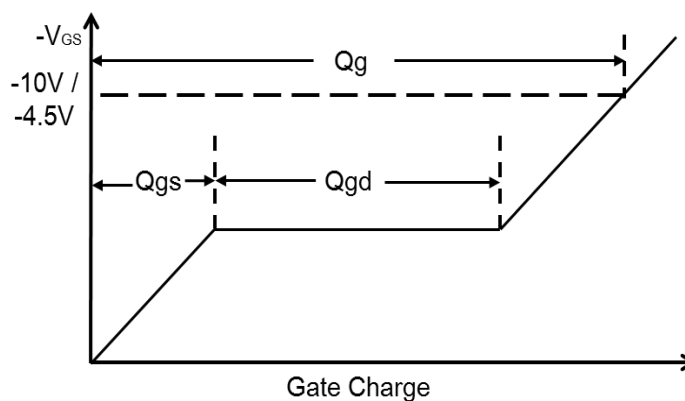 -VGS
Qg
-10V /
-4.5V
Qgs
Qgd
Gate Charge